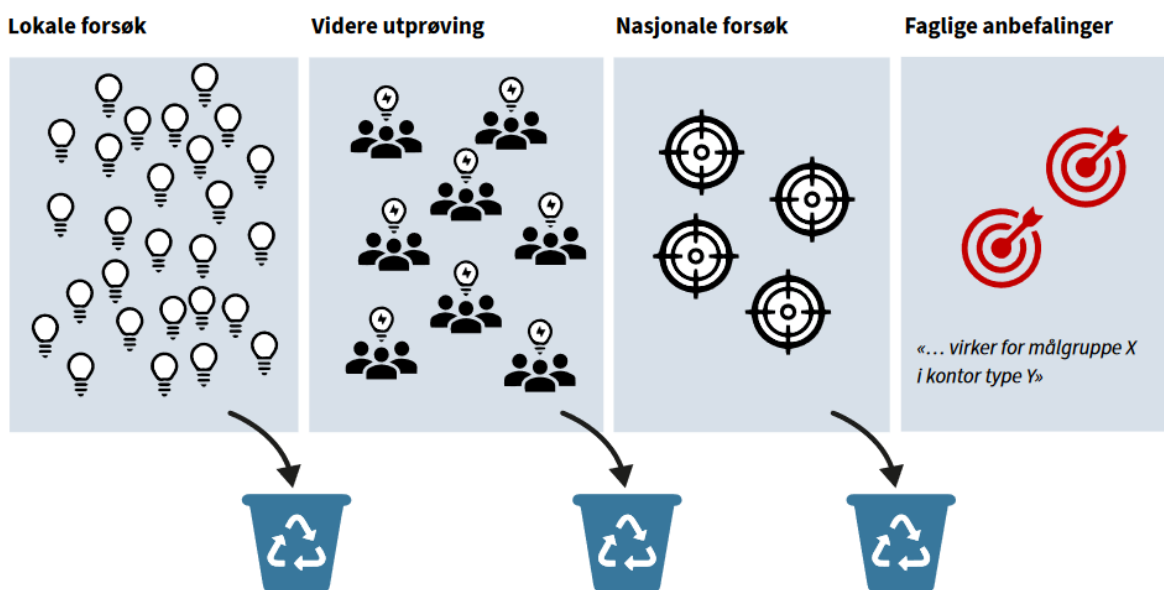 Lokale forsøk
Videre utprøving
Nasjonale forsøk
Faglige anbefalinger
«... virker for målgruppe X
i kontor type Y»